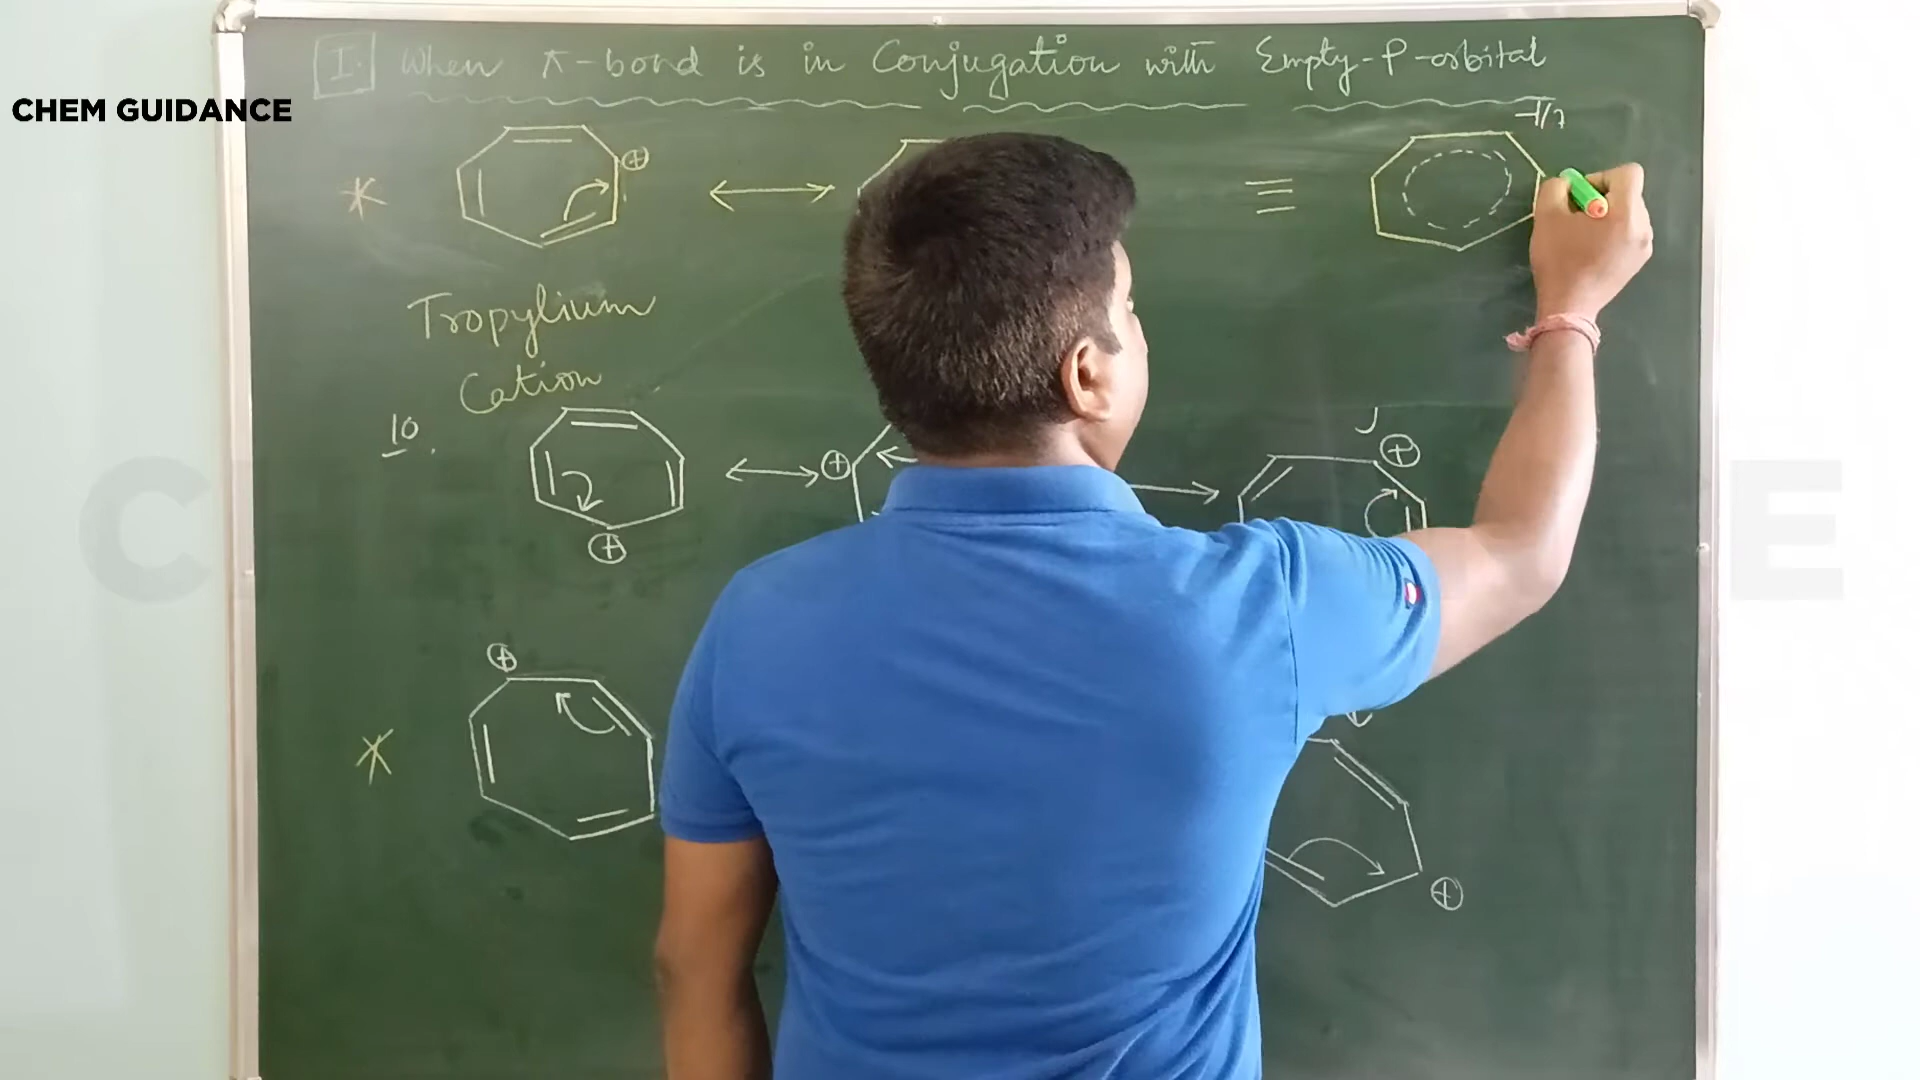 I. When π-bond is in Conjugation with Empty-P-orbital
CHEM GUIDANCE
+1/7
⊕
*
Tropylium
Cation
10.
⊕
⊕
⊕
⊕
*
⊕